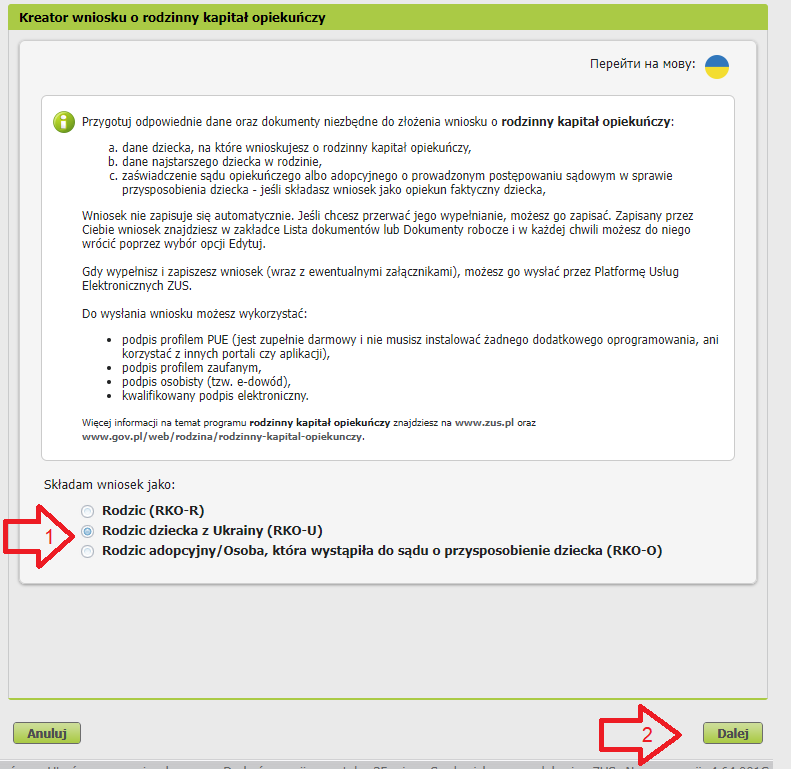 Kreator wniosku o rodzinny kapitał opiekuńczy
Перейти на мову:
Przygotuj odpowiednie dane oraz dokumenty niezbędne do złożenia wniosku o rodzinny kapitał opiekuńczy:
a. dane dziecka, na które wnioskujesz o rodzinny kapitał opiekuńczy,
b. dane najstarszego dziecka w rodzinie,
c. zaświadczenie sądu opiekuńczego albo adopcyjnego o prowadzonym postępowaniu sądowym w sprawie
przysposobienia dziecka - jeśli składasz wniosek jako opiekun faktyczny dziecka,
Wniosek nie zapisuje się automatycznie. Jeśli chcesz przerwać jego wypełnianie, możesz go zapisać. Zapisany przez
Ciebie wniosek znajdziesz w zakładce Lista dokumentów lub Dokumenty robocze i w każdej chwili możesz do niego
wrócić poprzez wybór opcji Edytuj.
Gdy wypełnisz i zapiszesz wniosek (wraz z ewentualnymi załącznikami), możesz go wysłać przez Platformę Usług
Elektronicznych ZUS.
Do wysłania wniosku możesz wykorzystać:
• podpis profilem PUE (jest zupełnie darmowy i nie musisz instalować żadnego dodatkowego oprogramowania, ani
korzystać z innych portali czy aplikacji),
• podpis profilem zaufanym,
• podpis osobisty (tzw. e-dowód),
• kwalifikowany podpis elektroniczny.
Więcej informacji na temat programu rodzinny kapitał opiekuńczy znajdziesz na www.zus.pl oraz
www.gov.pl/web/rodzina/rodzinny-kapital-opiekunczy.
Składam wniosek jako:
Rodzic (RKO-R)
1 Rodzic dziecka z Ukrainy (RKO-U)
Rodzic adopcyjny/Osoba, która wystąpiła do sądu o przysposobienie dziecka (RKO-O)
Anuluj 2 Dalej